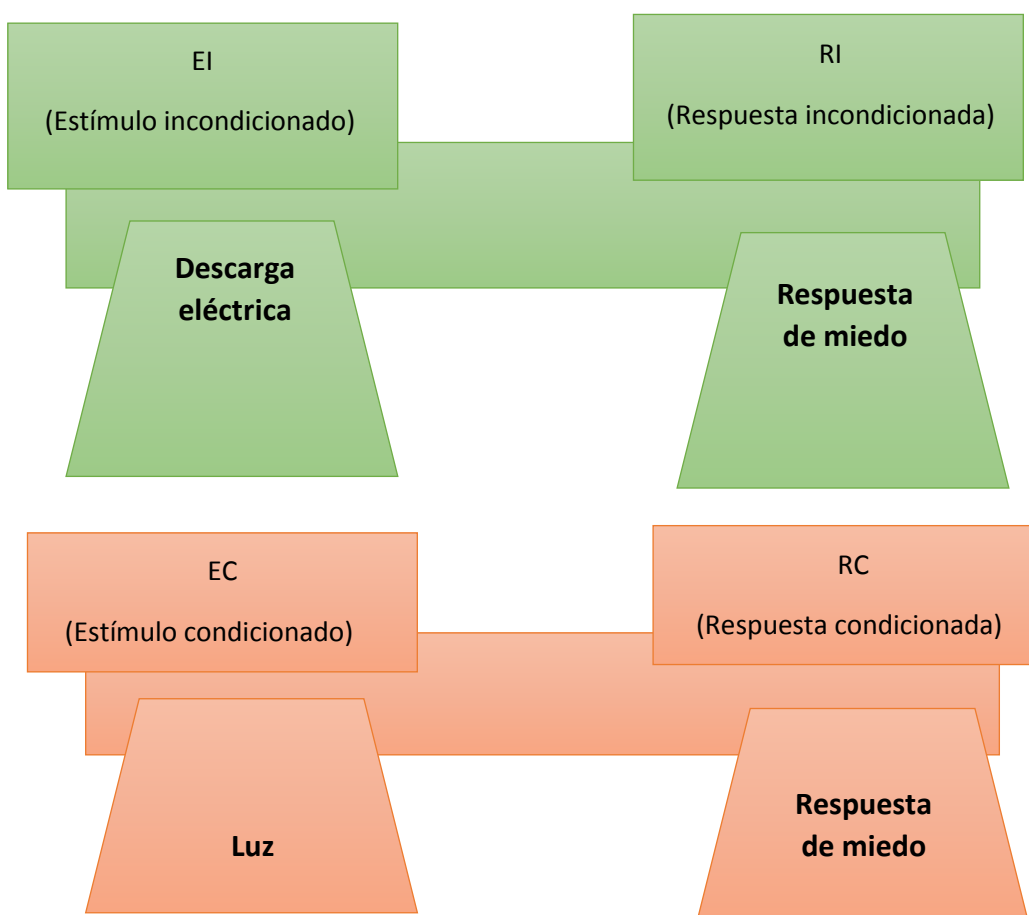 EI
(Estímulo incondicionado)
RI
(Respuesta incondicionada)
Descarga
eléctrica
Respuesta
de miedo
EC
(Estímulo condicionado)
RC
(Respuesta condicionada)
Luz
Respuesta
de miedo